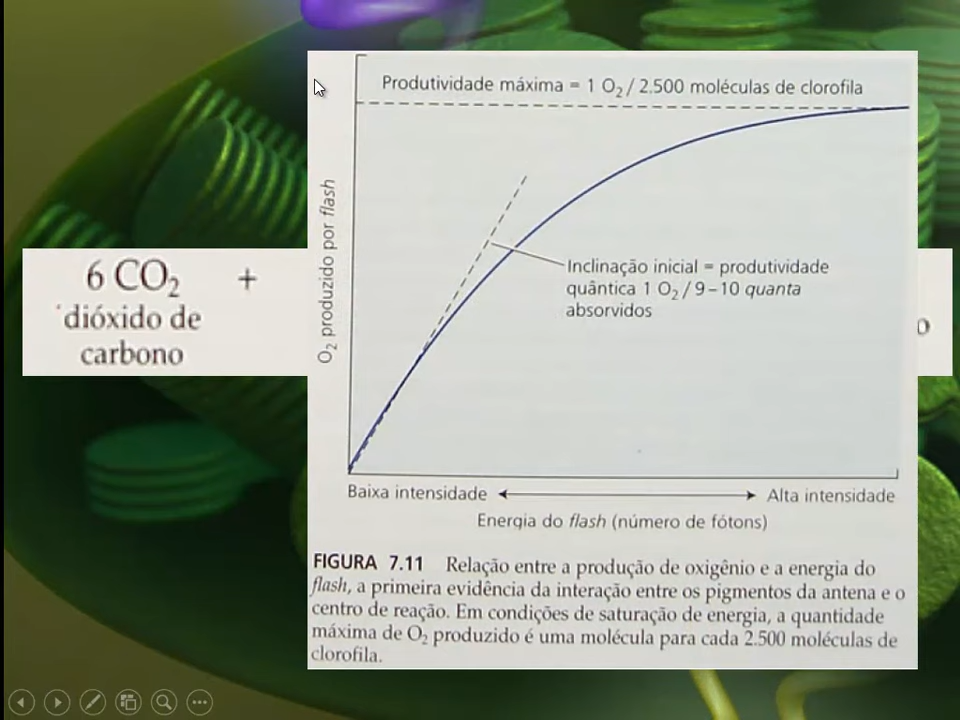 Produtividade máxima = 1 O₂ / 2.500 moléculas de clorofila
O₂ produzido por flash
Inclinação inicial = produtividade
quântica 1 O₂ / 9–10 quanta
absorvidos
6 CO₂ +
dióxido de
carbono
o
Baixa intensidade
Alta intensidade
Energia do flash (número de fótons)
FIGURA 7.11 Relação entre a produção de oxigênio e a energia do
flash, a primeira evidência da interação entre os pigmentos da antena e o
centro de reação. Em condições de saturação de energia, a quantidade
máxima de O₂ produzido é uma molécula para cada 2.500 moléculas de
clorofila.